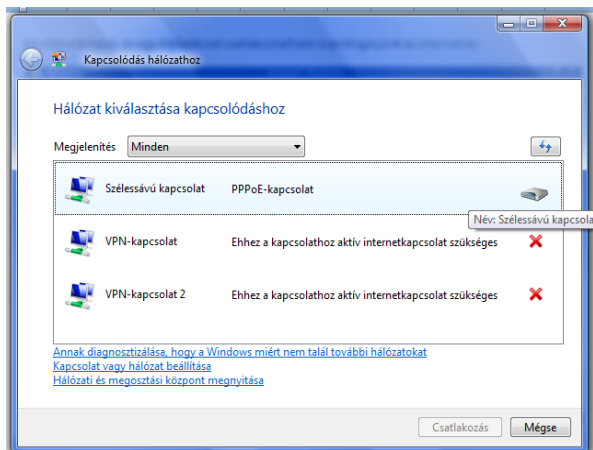 Kapcsolódás hálózathoz
Hálózat kiválasztása kapcsolódáshoz
Megjelenítés Minden
Szélessávú kapcsolat PPPoE-kapcsolat
Név: Szélessávú kapcsola
VPN-kapcsolat Ehhez a kapcsolathoz aktív internetkapcsolat szükséges
VPN-kapcsolat 2 Ehhez a kapcsolathoz aktív internetkapcsolat szükséges
Annak diagnosztizálása, hogy a Windows miért nem talál további hálózatokat
Kapcsolat vagy hálózat beállítása
Hálózati és megosztási központ megnyitása
Csatlakozás Mégse